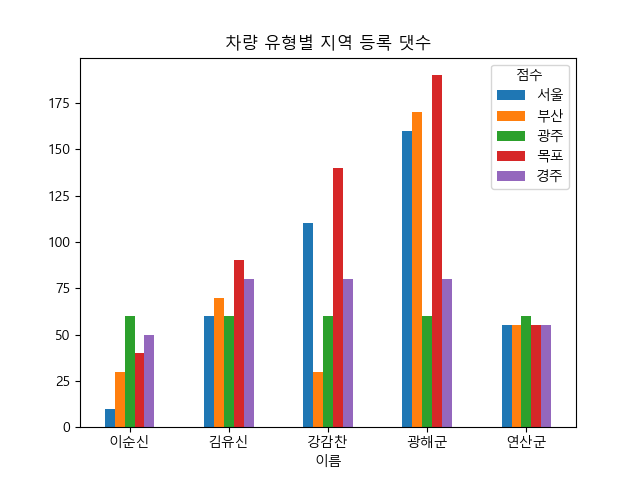 차량 유형별 지역 등록 댓수
점수
서울
부산
광주
목포
경주
175
150
125
100
75
50
25
0
이순신 김유신 강감찬 광해군 연산군
이름